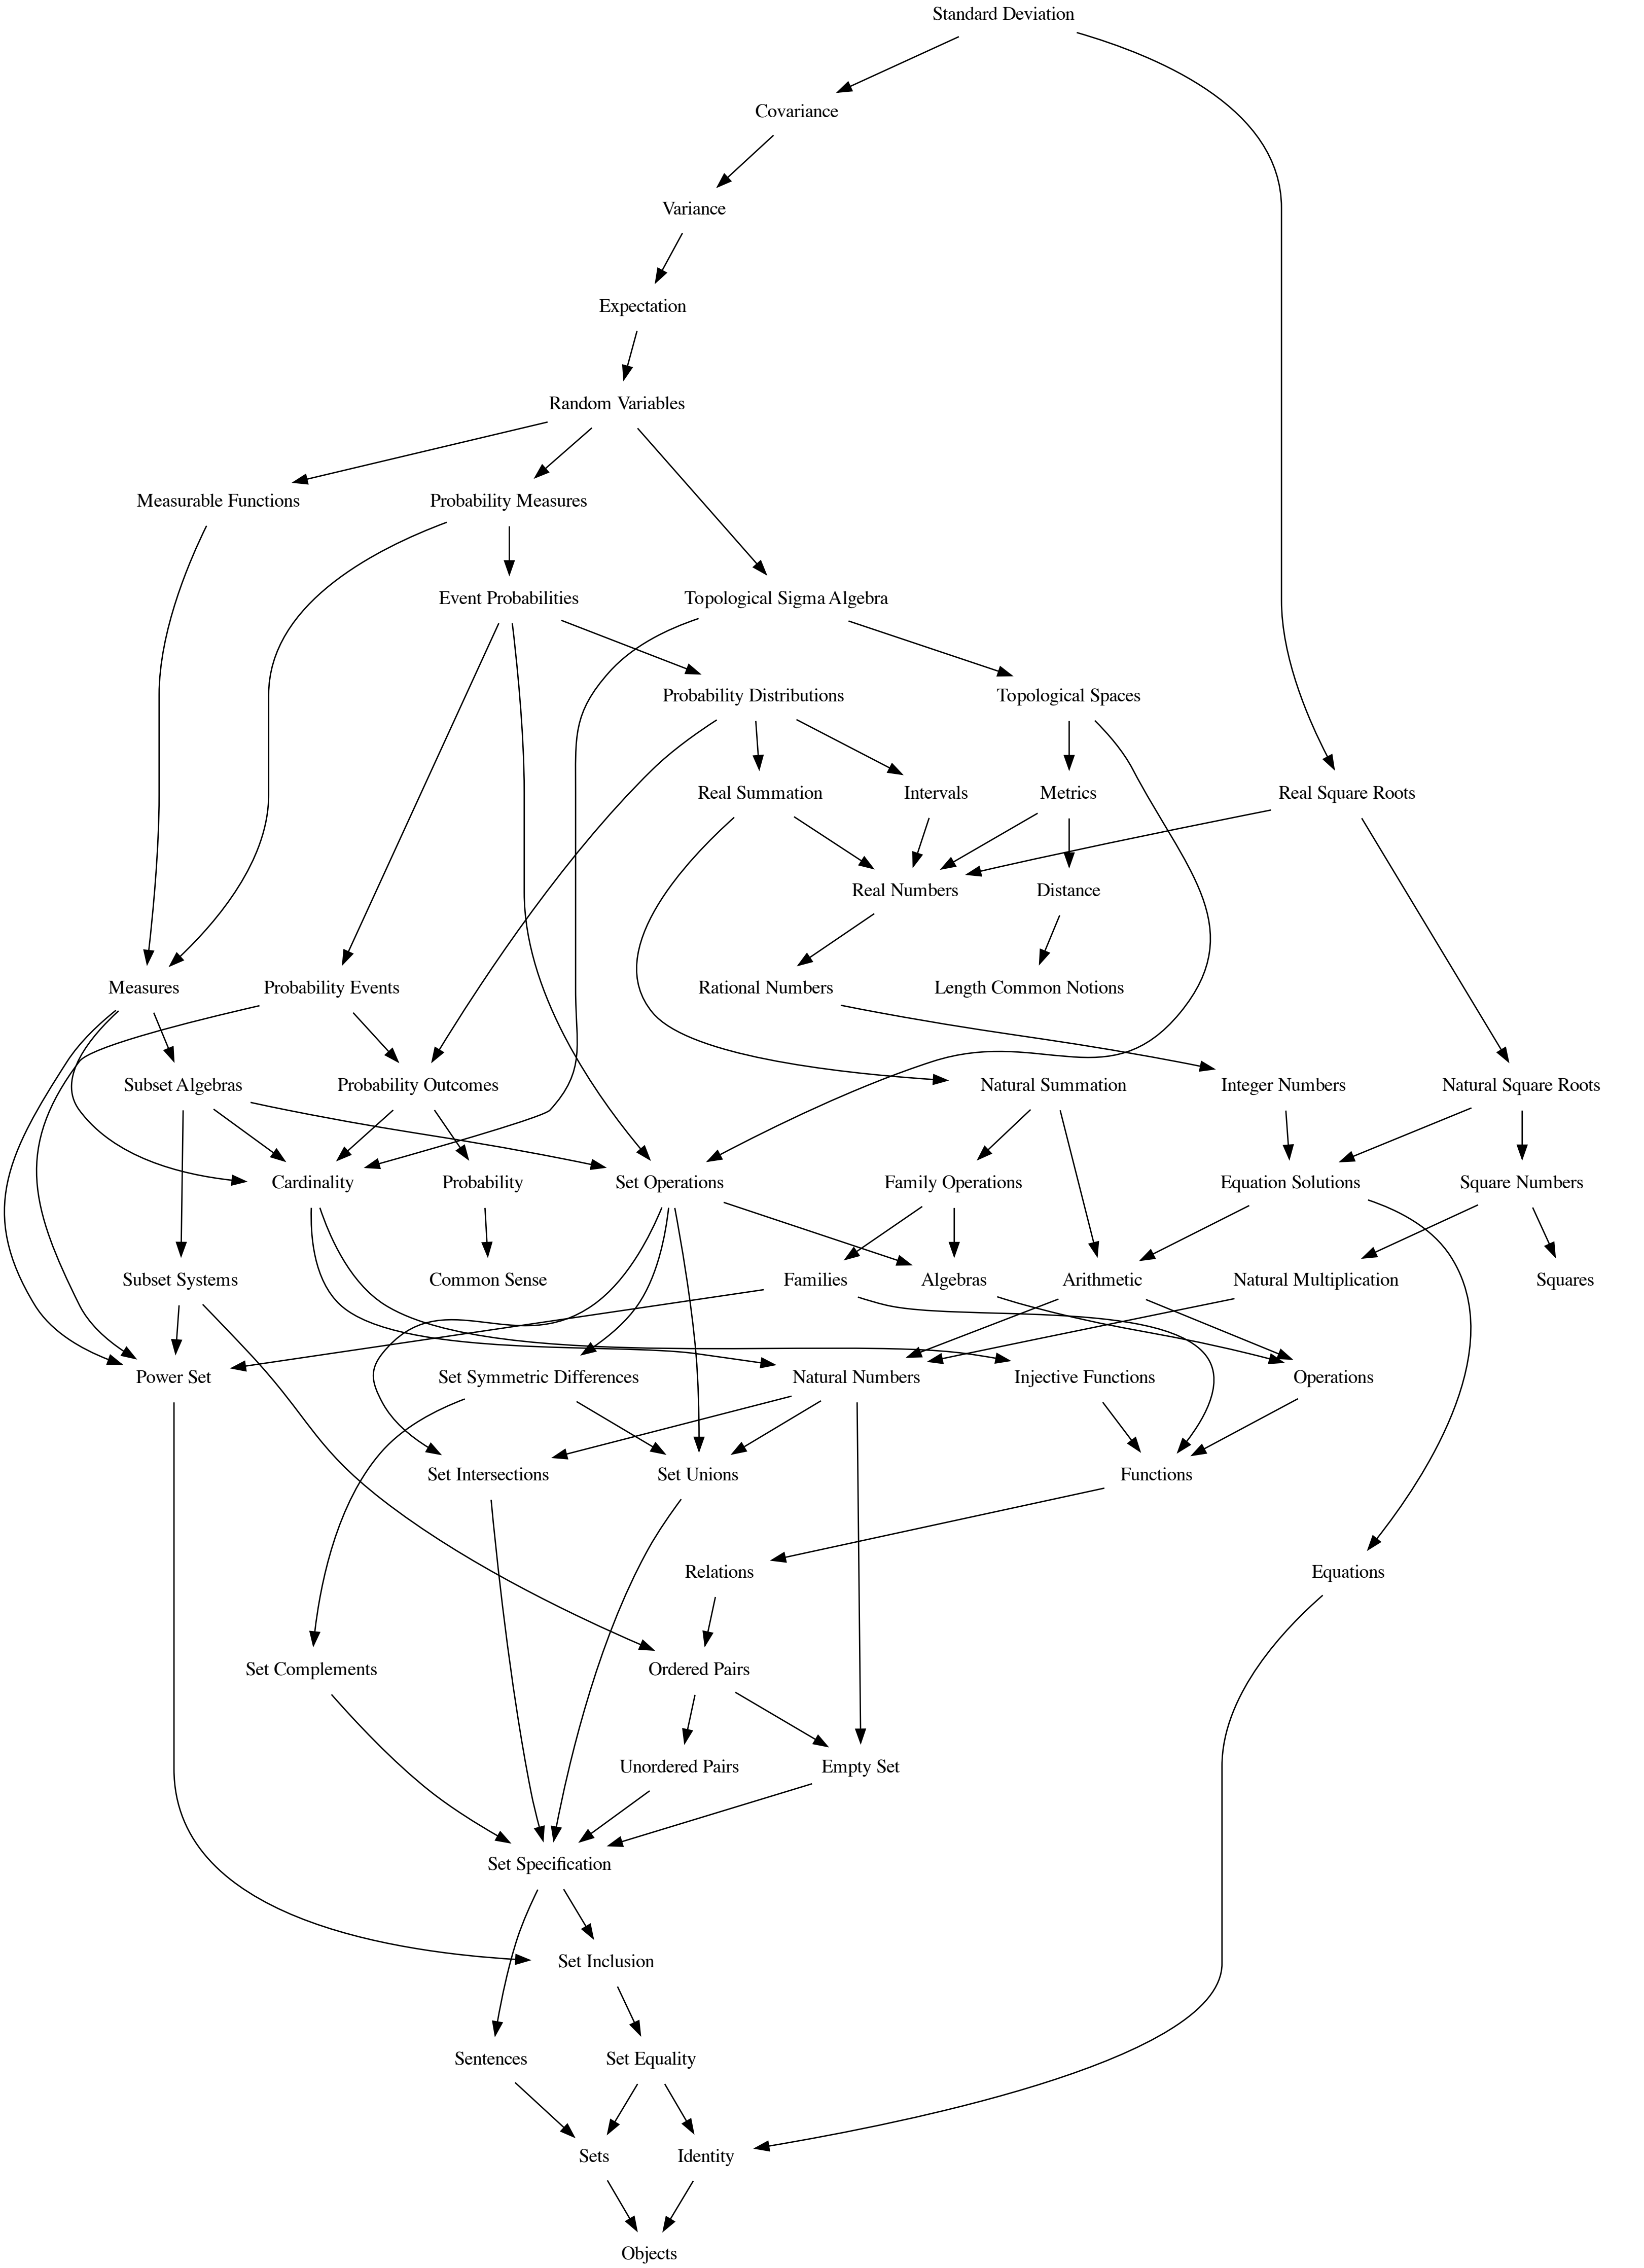 Standard Deviation
Covariance
Variance
Expectation
Random Variables
Measurable Functions
Probability Measures
Event Probabilities
Topological Sigma Algebra
Probability Distributions
Topological Spaces
Real Summation
Intervals
Metrics
Real Square Roots
Real Numbers
Distance
Measures
Probability Events
Rational Numbers
Length Common Notions
Subset Algebras
Probability Outcomes
Natural Summation
Integer Numbers
Natural Square Roots
Cardinality
Probability
Set Operations
Family Operations
Equation Solutions
Square Numbers
Subset Systems
Common Sense
Families
Algebras
Arithmetic
Natural Multiplication
Squares
Power Set
Set Symmetric Differences
Natural Numbers
Injective Functions
Operations
Set Intersections
Set Unions
Functions
Relations
Equations
Set Complements
Ordered Pairs
Unordered Pairs
Empty Set
Set Specification
Set Inclusion
Sentences
Set Equality
Sets
Identity
Objects